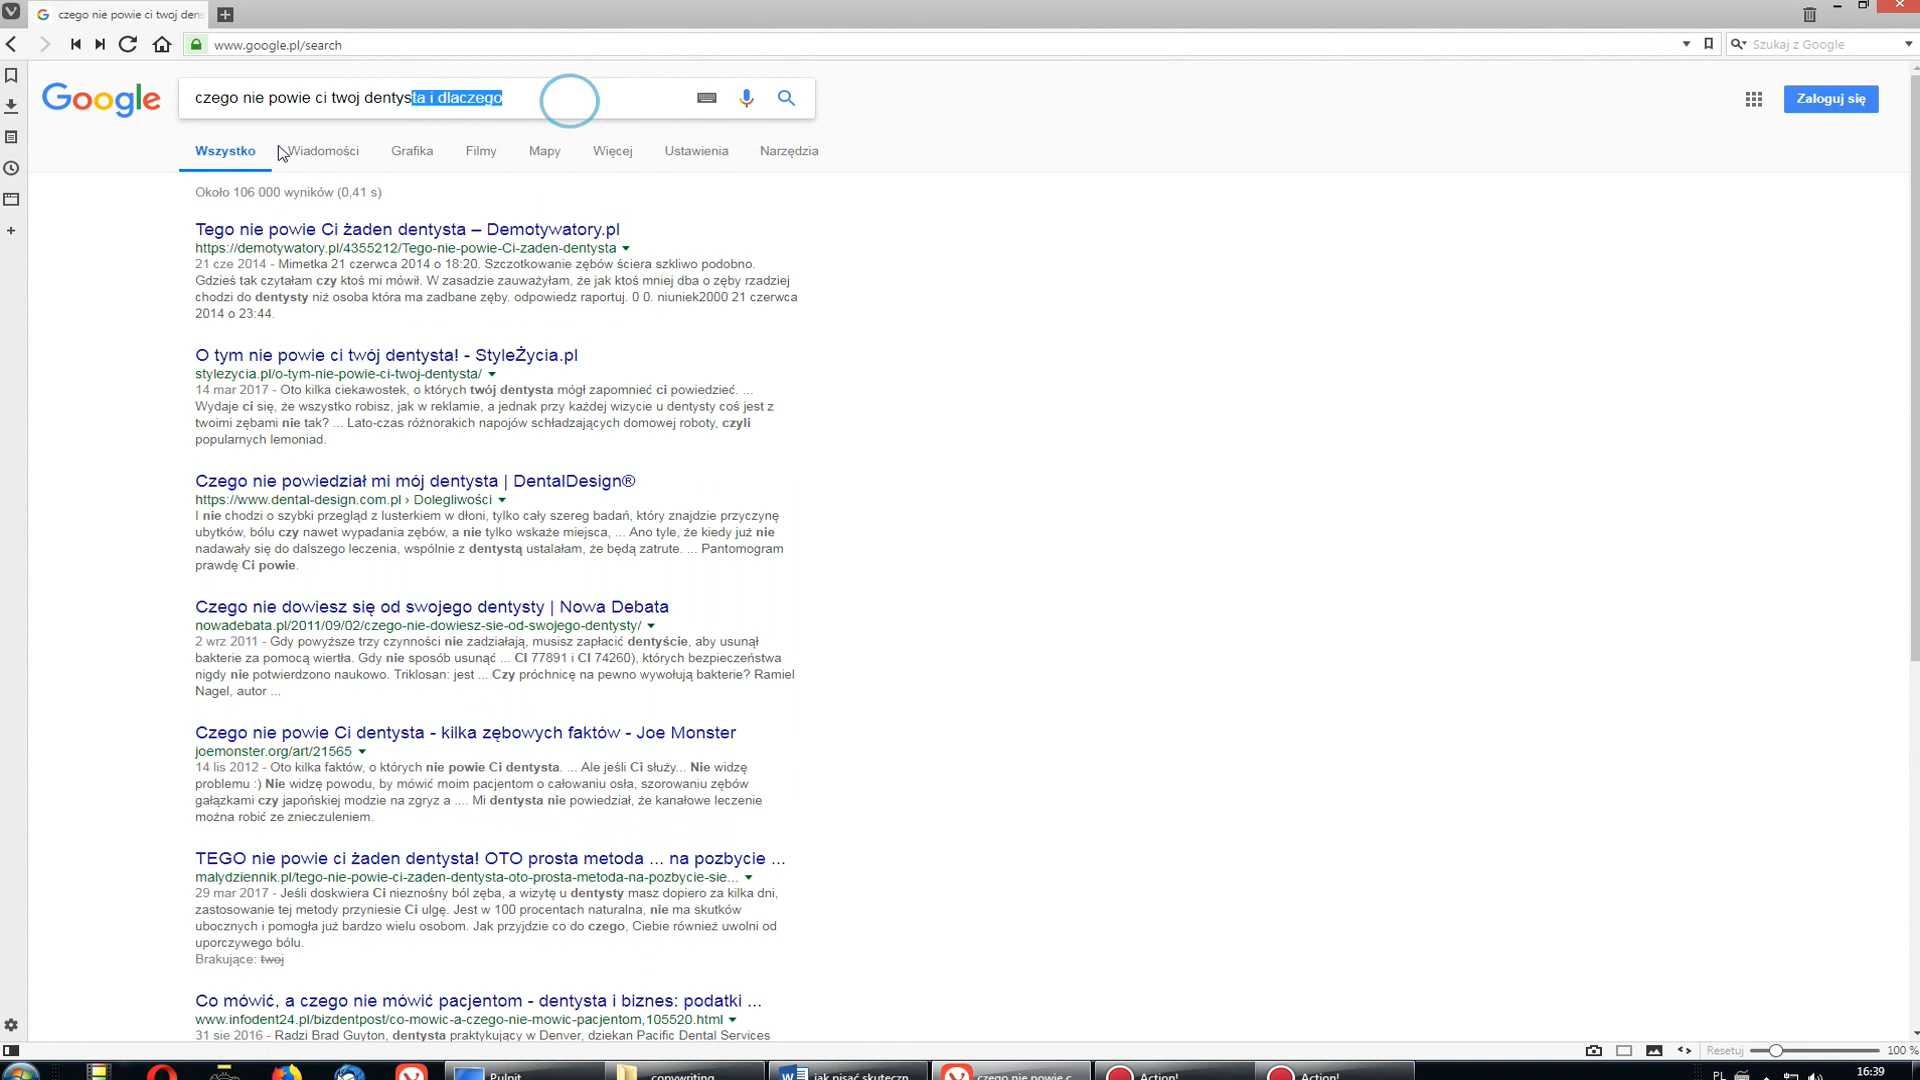 czego nie powie ci twoj den
www.google.pl/search
Szukaj z Google
Google
czego nie powie ci twoj dentysta i dlaczego
Zaloguj się
Wszystko Wiadomości Grafika Filmy Mapy Więcej Ustawienia Narzędzia
Około 106 000 wyników (0,41 s)
Tego nie powie Ci żaden dentysta – Demotywatory.pl
https://demotywatory.pl/4355212/Tego-nie-powie-Ci-zaden-dentysta
21 cze 2014 - Mimetka 21 czerwca 2014 o 18:20. Szczotkowanie zębów ściera szkliwo podobno.
Gdzieś tak czytałam czy ktoś mi mówił. W zasadzie zauważyłam, że jak ktoś mniej dba o zęby rzadziej
chodzi do dentysty niż osoba która ma zadbane zęby. odpowiedz raportuj. 0 0. niuniek2000 21 czerwca
2014 o 23:44.
O tym nie powie ci twój dentysta! - StyleŻycia.pl
stylezycia.pl/o-tym-nie-powie-ci-twoj-dentysta/
14 mar 2017 - Oto kilka ciekawostek, o których twój dentysta mógł zapomnieć ci powiedzieć. ...
Wydaje ci się, że wszystko robisz, jak w reklamie, a jednak przy każdej wizycie u dentysty coś jest z
twoimi zębami nie tak? ... Lato-czas różnorakich napojów schładzających domowej roboty, czyli
popularnych lemoniad.
Czego nie powiedział mi mój dentysta | DentalDesign®
https://www.dental-design.com.pl › Dolegliwości
I nie chodzi o szybki przegląd z lusterkiem w dłoni, tylko cały szereg badań, który znajdzie przyczynę
ubytków, bólu czy nawet wypadania zębów, a nie tylko wskaże miejsca, ... Ano tyle, że kiedy już nie
nadawały się do dalszego leczenia, wspólnie z dentystą ustalałam, że będą zatrute. ... Pantomogram
prawdę Ci powie.
Czego nie dowiesz się od swojego dentysty | Nowa Debata
nowadebata.pl/2011/09/02/czego-nie-dowiesz-sie-od-swojego-dentysty/
2 wrz 2011 - Gdy powyższe trzy czynności nie zadziałają, musisz zapłacić dentyście, aby usunął
bakterie za pomocą wiertła. Gdy nie sposób usunąć ... CI 77891 i CI 74260), których bezpieczeństwa
nigdy nie potwierdzono naukowo. Triklosan: jest ... Czy próchnicę na pewno wywołują bakterie? Ramiel
Nagel, autor ...
Czego nie powie Ci dentysta - kilka zębowych faktów - Joe Monster
joemonster.org/art/21565
14 lis 2012 - Oto kilka faktów, o których nie powie Ci dentysta. ... Ale jeśli Ci służy... Nie widzę
problemu :) Nie widzę powodu, by mówić moim pacjentom o całowaniu osła, szorowaniu zębów
gałązkami czy japońskiej modzie na zgryz a .... Mi dentysta nie powiedział, że kanałowe leczenie
można robić ze znieczuleniem.
TEGO nie powie ci żaden dentysta! OTO prosta metoda ... na pozbycie ...
malydziennik.pl/tego-nie-powie-ci-zaden-dentysta-oto-prosta-metoda-na-pozbycie-sie...
29 mar 2017 - Jeśli doskwiera Ci nieznośny ból zęba, a wizytę u dentysty masz dopiero za kilka dni,
zastosowanie tej metody przyniesie Ci ulgę. Jest w 100 procentach naturalna, nie ma skutków
ubocznych i pomogła już bardzo wielu osobom. Jak przyjdzie co do czego, Ciebie również uwolni od
uporczywego bólu.
Brakujące: twoj
Co mówić, a czego nie mówić pacjentom - dentysta i biznes: podatki ...
www.infodent24.pl/bizdentpost/co-mowic-a-czego-nie-mowic-pacjentom,105520.html
31 sie 2016 - Radzi Brad Guyton, dentysta praktykujący w Denver, dziekan Pacific Dental Services
Resetuj 100 %
Pulpit copywriting jak pisać skuteczn czego nie powie c Action! Action! PL 16:39